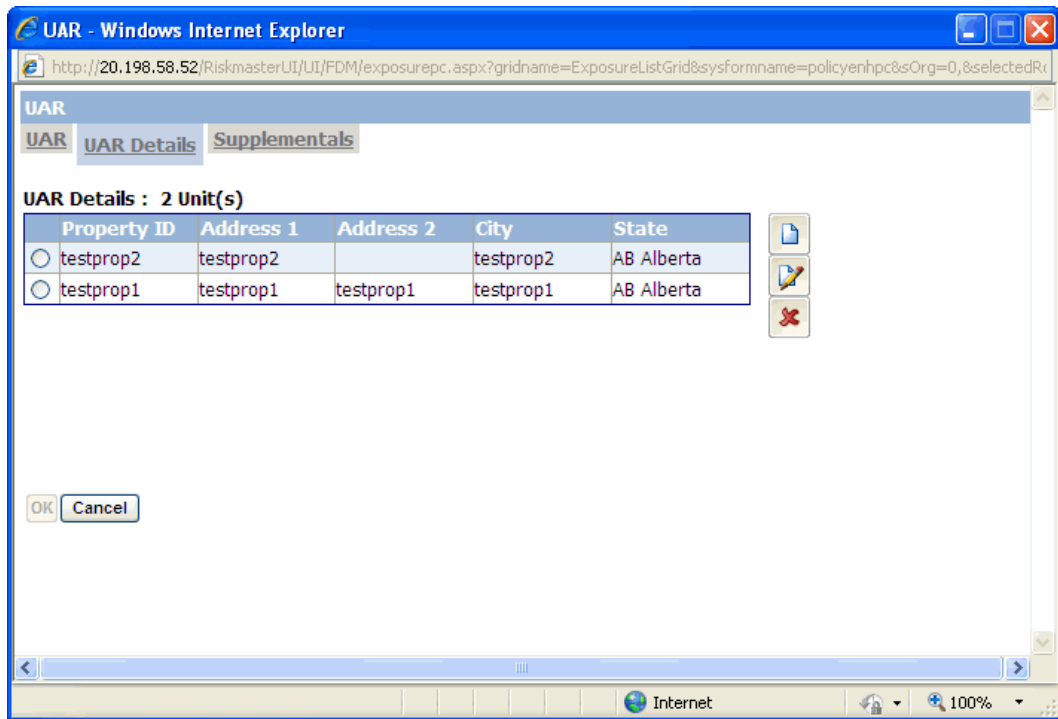 UAR - Windows Internet Explorer
http://20.198.58.52/RiskmasterUI/UI/FDM/exposurepc.aspx?gridname=ExposureListGrid&sysformname=policyenhpc&sOrg=0,&selectedR
UAR
UAR UAR Details Supplementals
UAR Details : 2 Unit(s)
Property ID Address 1 Address 2 City State
testprop2 testprop2 testprop2 AB Alberta
testprop1 testprop1 testprop1 testprop1 AB Alberta
OK Cancel
Internet 100%